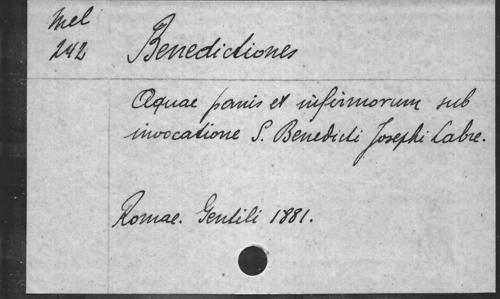 Mel
242
Benedictiones
Aquae panis et infirmorum sub
invocatione S. Benedicti Josephi Labre.
Romae. Gentili 1881.